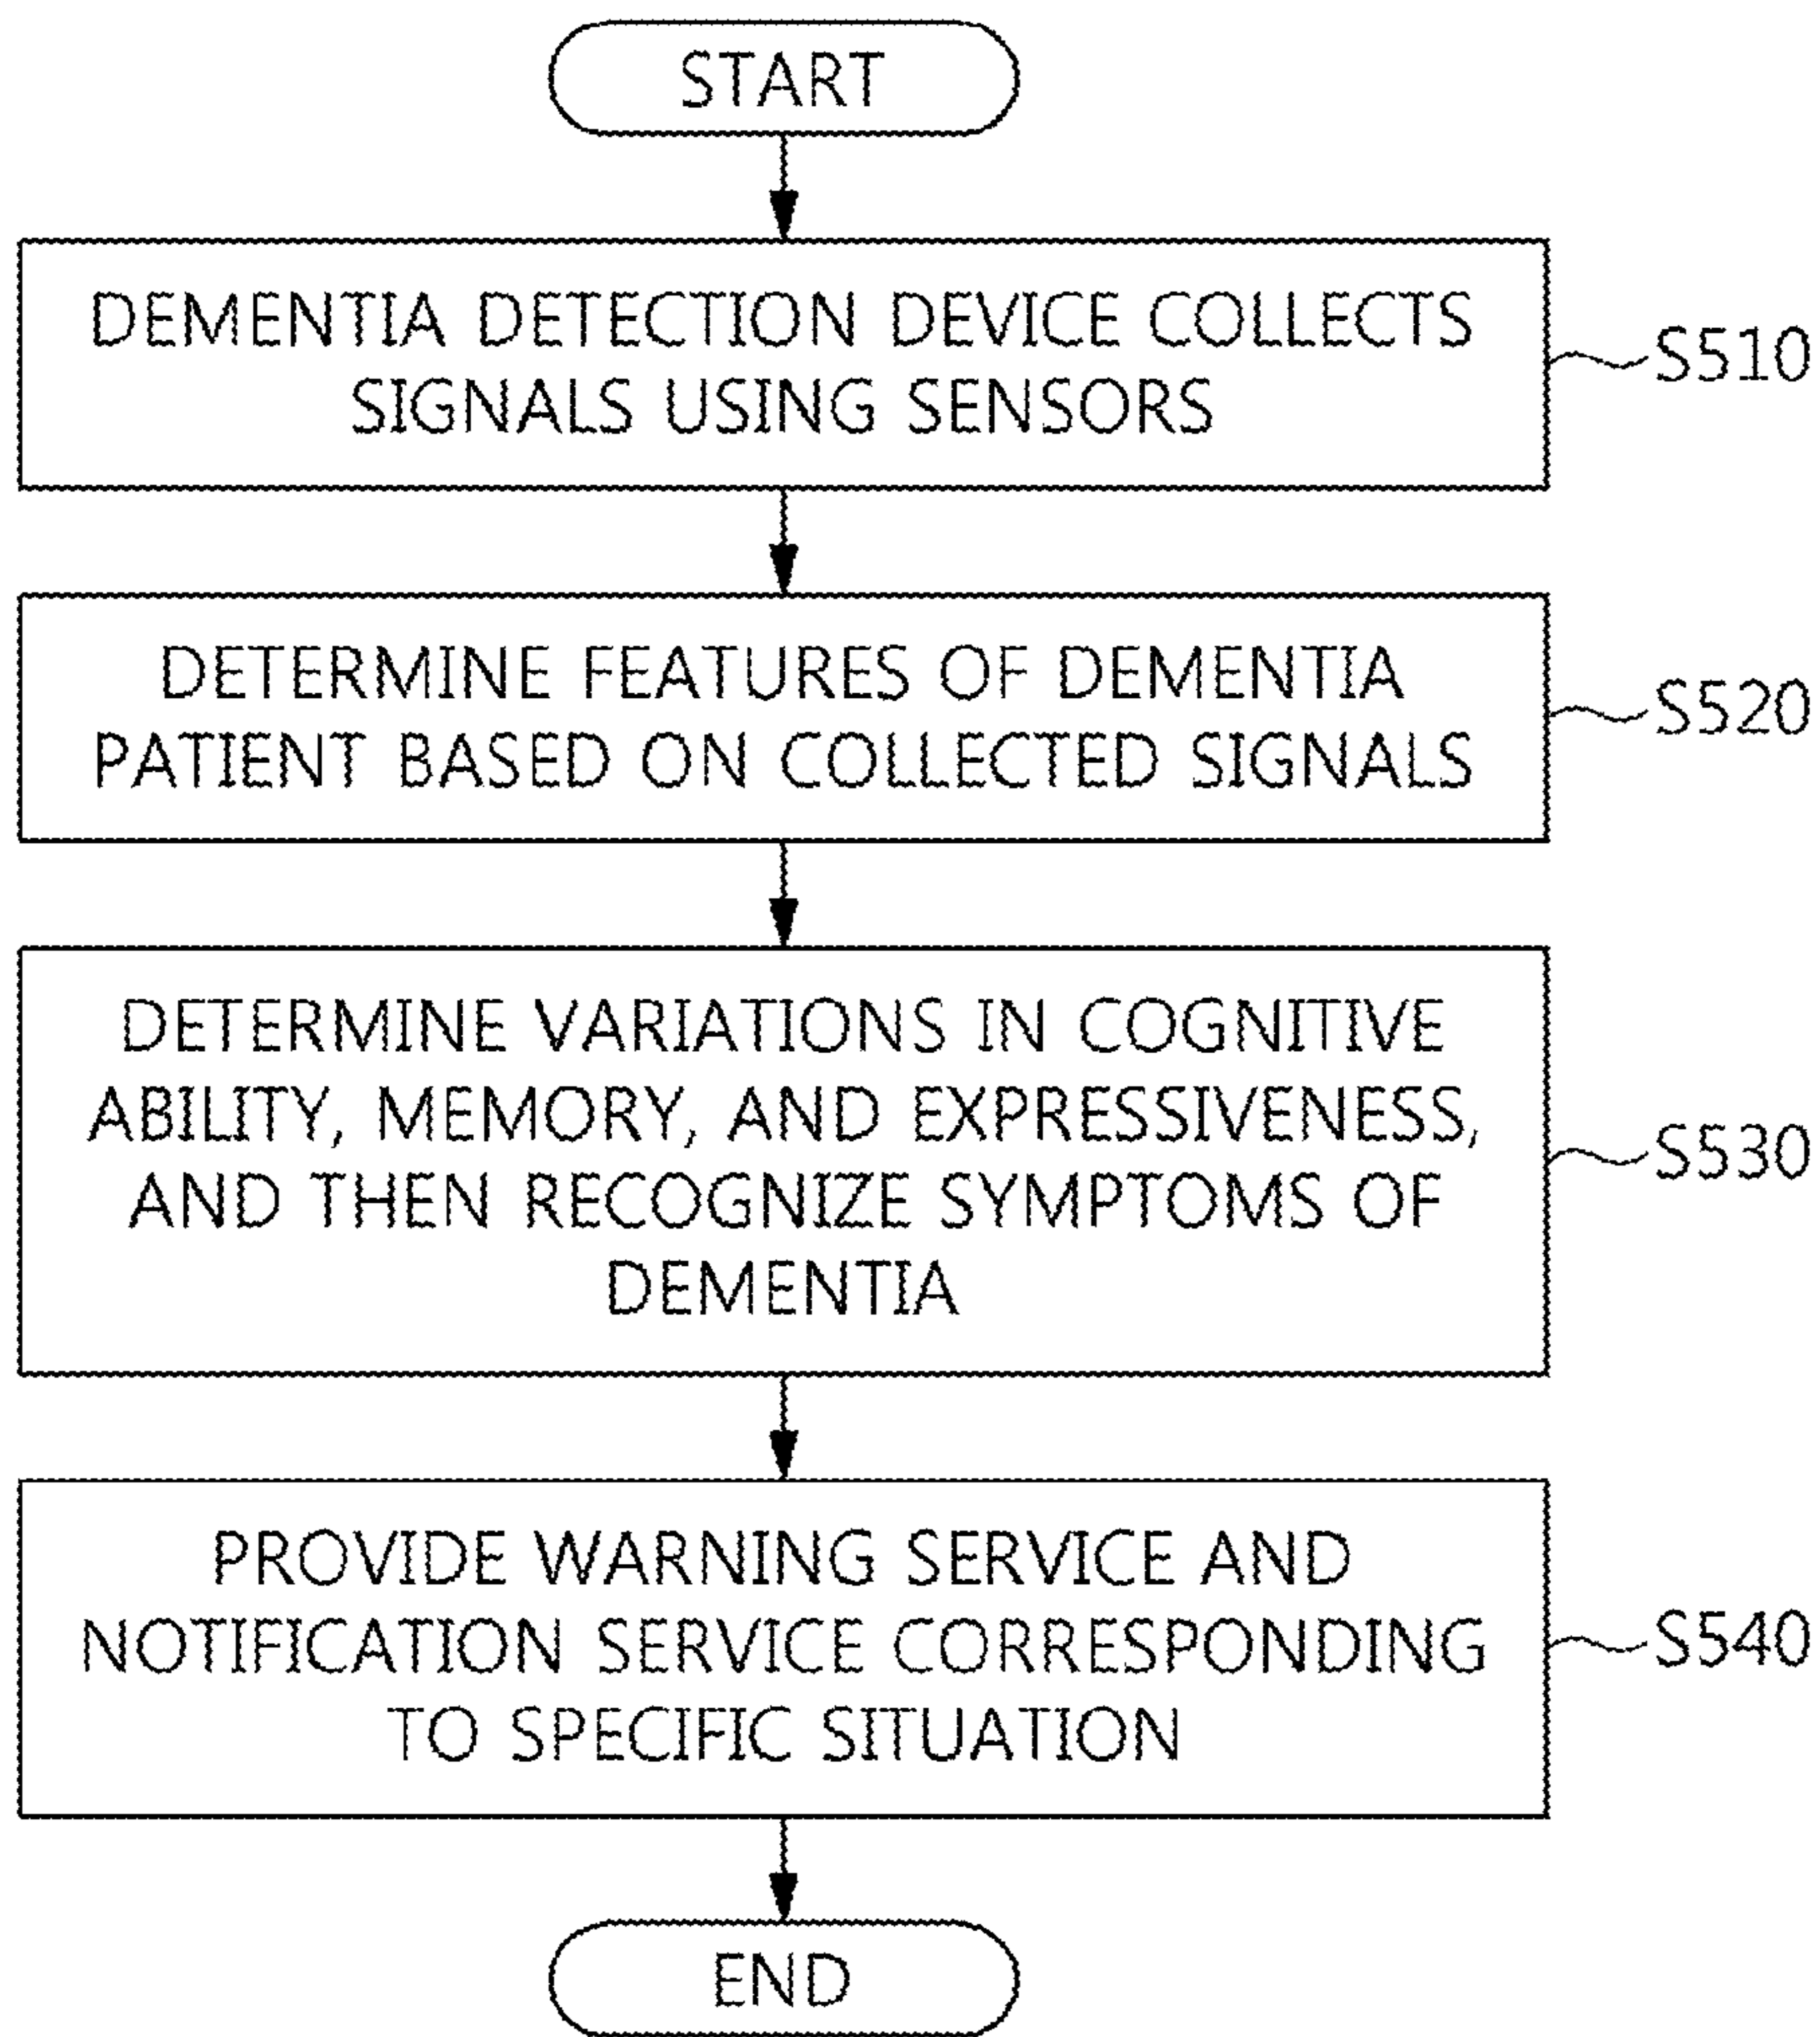 START
DEMENTIA DETECTION DEVICE COLLECTS
SIGNALS USING SENSORS
S510
DETERMINE FEATURES OF DEMENTIA
PATIENT BASED ON COLLECTED SIGNALS
S520
DETERMINE VARIATIONS IN COGNITIVE
ABILITY, MEMORY, AND EXPRESSIVENESS,
AND THEN RECOGNIZE SYMPTOMS OF
DEMENTIA
S530
PROVIDE WARNING SERVICE AND
NOTIFICATION SERVICE CORRESPONDING
TO SPECIFIC SITUATION
S540
END